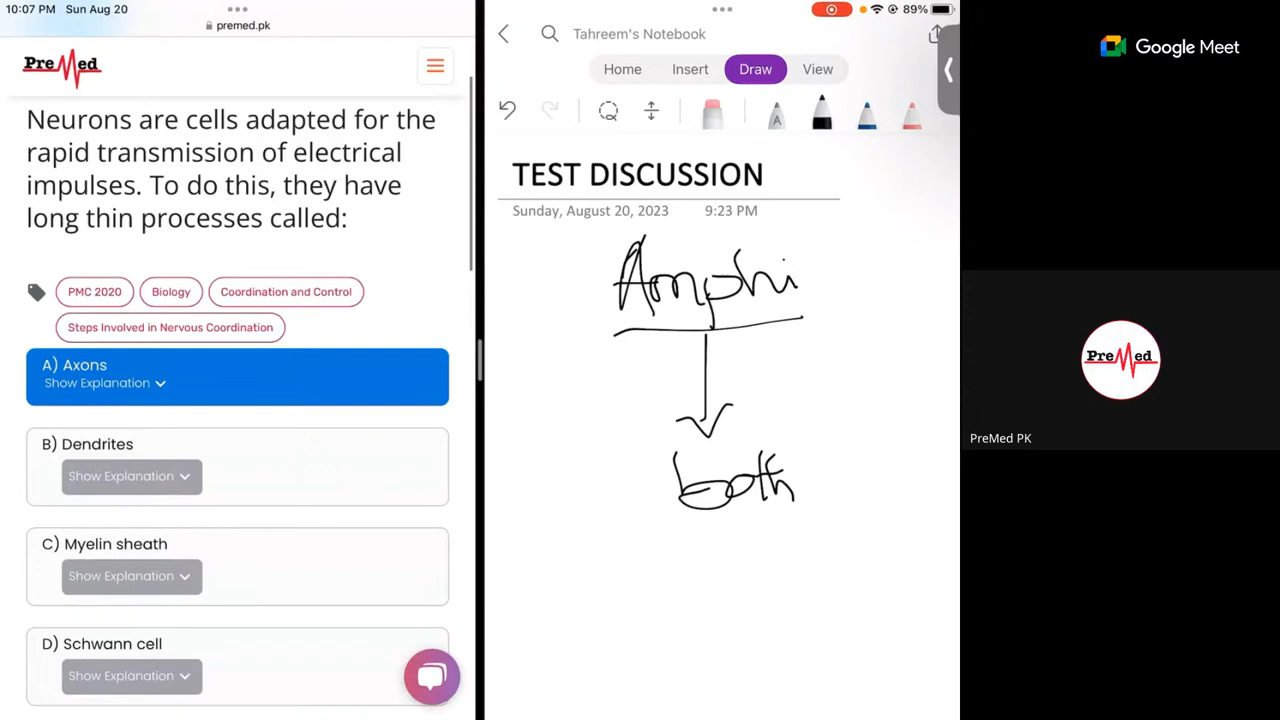 10:07 PM Sun Aug 20
premed.pk
PreMed
Neurons are cells adapted for the
rapid transmission of electrical
impulses. To do this, they have
long thin processes called:
PMC 2020
Biology
Coordination and Control
Steps Involved in Nervous Coordination
A) Axons
Show Explanation
B) Dendrites
Show Explanation
C) Myelin sheath
Show Explanation
D) Schwann cell
Show Explanation
89%
Tahreem's Notebook
Home Insert Draw View
A
TEST DISCUSSION
Sunday, August 20, 2023 9:23 PM
Amphi
both
Google Meet
PreMed
PreMed PK